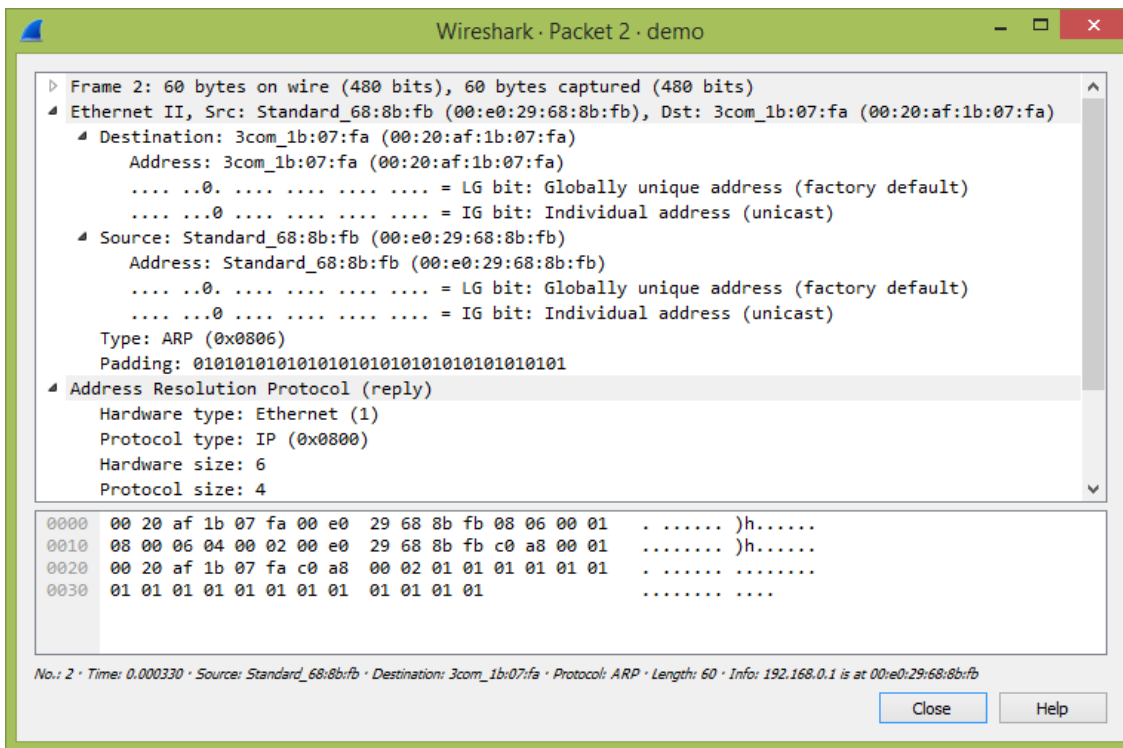 Wireshark · Packet 2 · demo
Frame 2: 60 bytes on wire (480 bits), 60 bytes captured (480 bits)
Ethernet II, Src: Standard_68:8b:fb (00:e0:29:68:8b:fb), Dst: 3com_1b:07:fa (00:20:af:1b:07:fa)
Destination: 3com_1b:07:fa (00:20:af:1b:07:fa)
Address: 3com_1b:07:fa (00:20:af:1b:07:fa)
.... ..0. .... .... .... .... = LG bit: Globally unique address (factory default)
.... ...0 .... .... .... .... = IG bit: Individual address (unicast)
Source: Standard_68:8b:fb (00:e0:29:68:8b:fb)
Address: Standard_68:8b:fb (00:e0:29:68:8b:fb)
.... ..0. .... .... .... .... = LG bit: Globally unique address (factory default)
.... ...0 .... .... .... .... = IG bit: Individual address (unicast)
Type: ARP (0x0806)
Padding: 010101010101010101010101010101010101
Address Resolution Protocol (reply)
Hardware type: Ethernet (1)
Protocol type: IP (0x0800)
Hardware size: 6
Protocol size: 4
0000 00 20 af 1b 07 fa 00 e0 29 68 8b fb 08 06 00 01 . ...... )h......
0010 08 00 06 04 00 02 00 e0 29 68 8b fb c0 a8 00 01 ........ )h......
0020 00 20 af 1b 07 fa c0 a8 00 02 01 01 01 01 01 01 . ...... ........
0030 01 01 01 01 01 01 01 01 01 01 01 01 ........ ....
No.: 2 · Time: 0.000330 · Source: Standard_68:8b:fb · Destination: 3com_1b:07:fa · Protocol: ARP · Length: 60 · Info: 192.168.0.1 is at 00:e0:29:68:8b:fb
Close Help